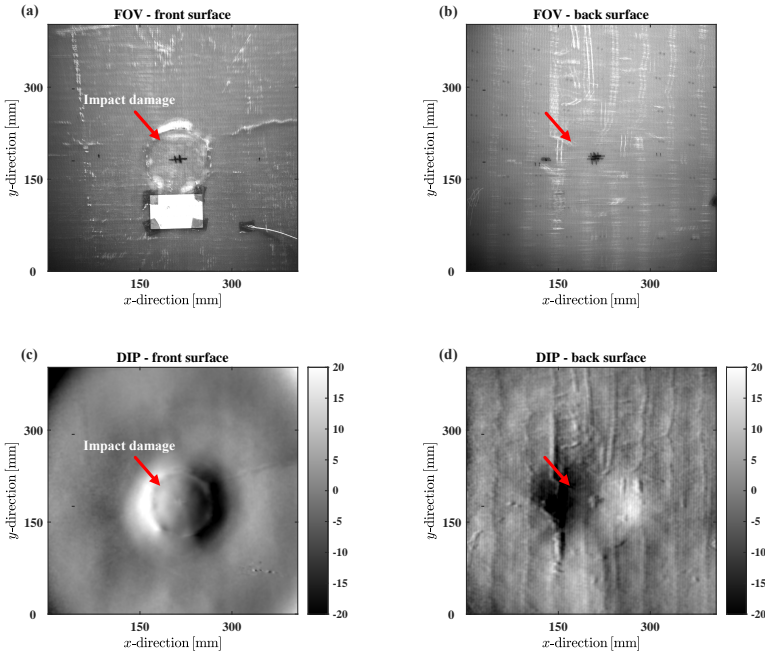 (a)
FOV - front surface
Impact damage
300
150
0
150
300
y-direction [mm]
x-direction [mm]
(b)
FOV - back surface
300
150
0
150
300
y-direction [mm]
x-direction [mm]
(c)
DIP - front surface
Impact damage
300
150
0
150
300
y-direction [mm]
x-direction [mm]
20
15
10
5
0
-5
-10
-15
-20
(d)
DIP - back surface
300
150
0
150
300
y-direction [mm]
x-direction [mm]
20
15
10
5
0
-5
-10
-15
-20